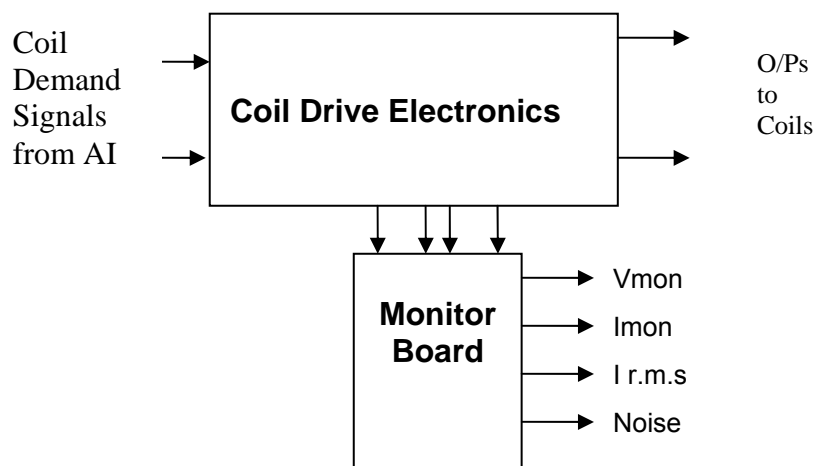 Coil
Demand
Signals
from AI
Coil Drive Electronics
O/Ps
to
Coils
Monitor
Board
Vmon
Imon
I r.m.s
Noise